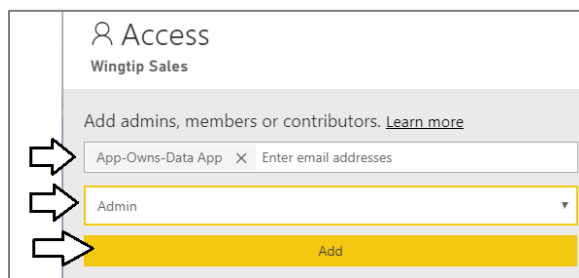 Access
Wingtip Sales
Add admins, members or contributors. Learn more
App-Owns-Data App Enter email addresses
Admin
Add